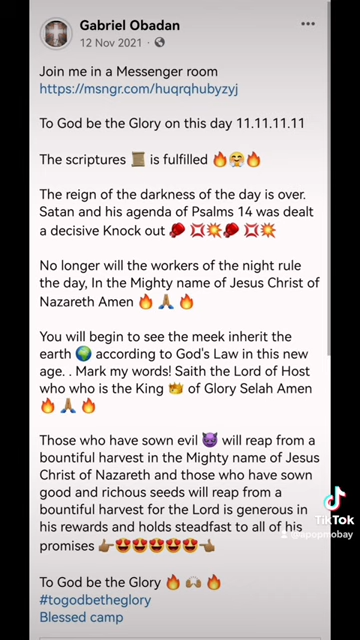 Gabriel Obadan
12 Nov 2021
Join me in a Messenger room
https://msngr.com/huqrqhubyzyj
To God be the Glory on this day 11.11.11.11
The scriptures 📜 is fulfilled 🔥🤗🔥
The reign of the darkness of the day is over.
Satan and his agenda of Psalms 14 was dealt
a decisive Knock out 🥊 💢💥🥊 💢💥
No longer will the workers of the night rule
the day, In the Mighty name of Jesus Christ of
Nazareth Amen 🔥 🙏🏽 🔥
You will begin to see the meek inherit the
earth 🌍 according to God's Law in this new
age. . Mark my words! Saith the Lord of Host
who who is the King 👑 of Glory Selah Amen
🔥 🙏🏽 🔥
Those who have sown evil 😈 will reap from a
bountiful harvest in the Mighty name of Jesus
Christ of Nazareth and those who have sown
good and richous seeds will reap from a
bountiful harvest for the Lord is generous in
his rewards and holds steadfast to all of his
promises 👉🏽😍😍😍😍😍👈🏽
To God be the Glory 🔥 🙌🏽 🔥
#togodbetheglory
Blessed camp
TikTok
@apopmobay